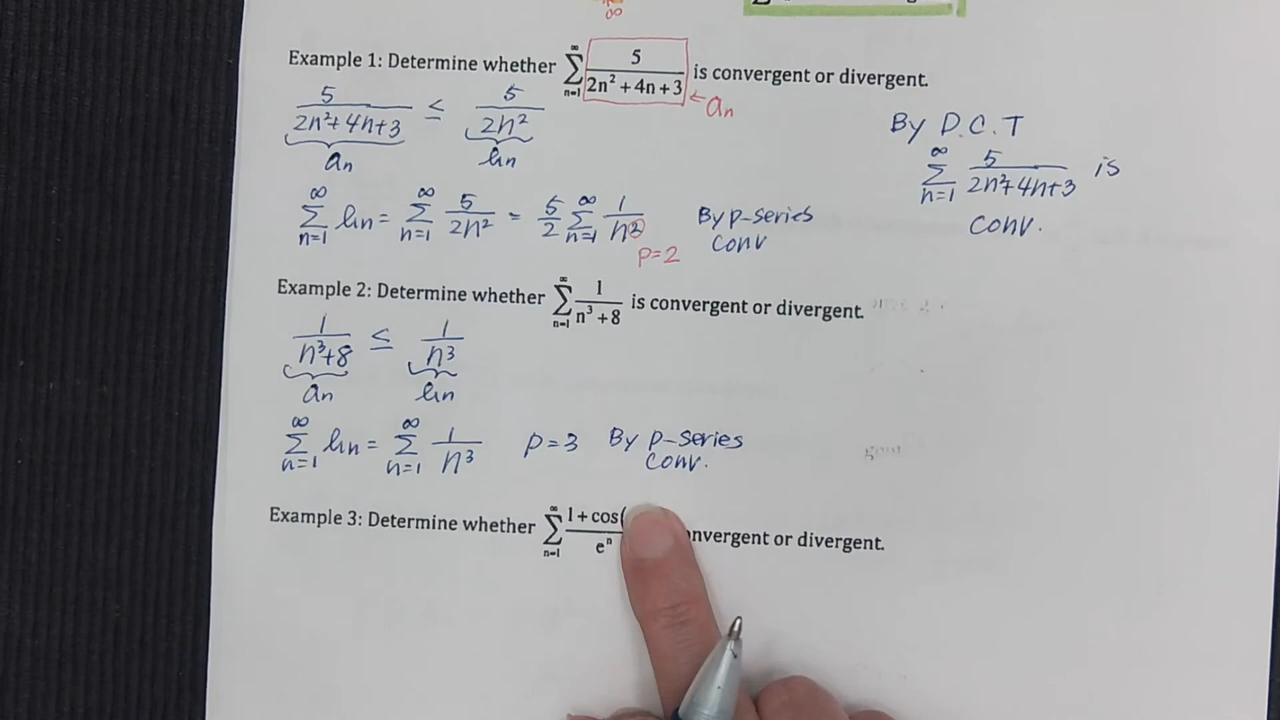 ∞
Example 1: Determine whether ∑_{n=1}^{∞} 5/(2n² + 4n + 3) is convergent or divergent.
← aₙ
5/(2n²+4n+3) ≤ 5/(2n²)
aₙ bₙ
∑_{n=1}^{∞} bₙ = ∑_{n=1}^{∞} 5/(2n²) = 5/2 ∑_{n=1}^{∞} 1/n² By p-series
conv
p=2
By D.C.T
∑_{n=1}^{∞} 5/(2n²+4n+3) is
conv.
Example 2: Determine whether ∑_{n=1}^{∞} 1/(n³ + 8) is convergent or divergent.
1/(n³+8) ≤ 1/n³
aₙ bₙ
∑_{n=1}^{∞} bₙ = ∑_{n=1}^{∞} 1/n³ p=3 By p-series
conv.
Example 3: Determine whether ∑_{n=1}^{∞} 1 + cos( / eⁿ nvergent or divergent.